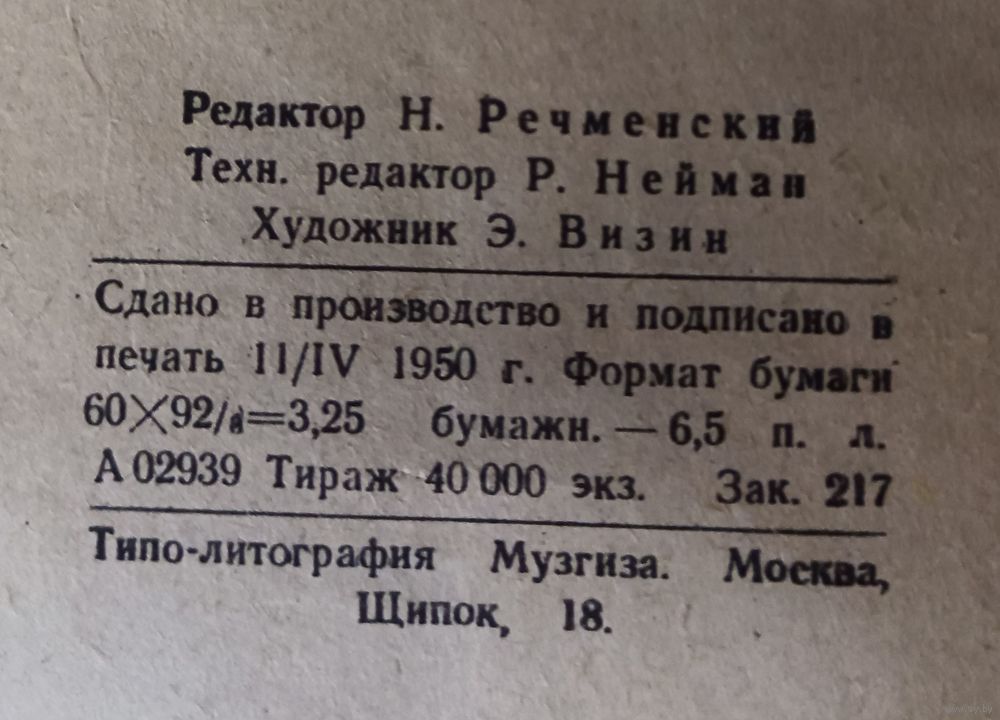 Редактор Н. Речменский
Техн. редактор Р. Нейман
Художник Э. Визин
Сдано в производство и подписано в
печать 11/IV 1950 г. Формат бумаги
60×92/8=3,25 бумажн. — 6,5 п. л.
А 02939 Тираж 40 000 экз. Зак. 217
Типо-литография Музгиза. Москва,
Щипок, 18.